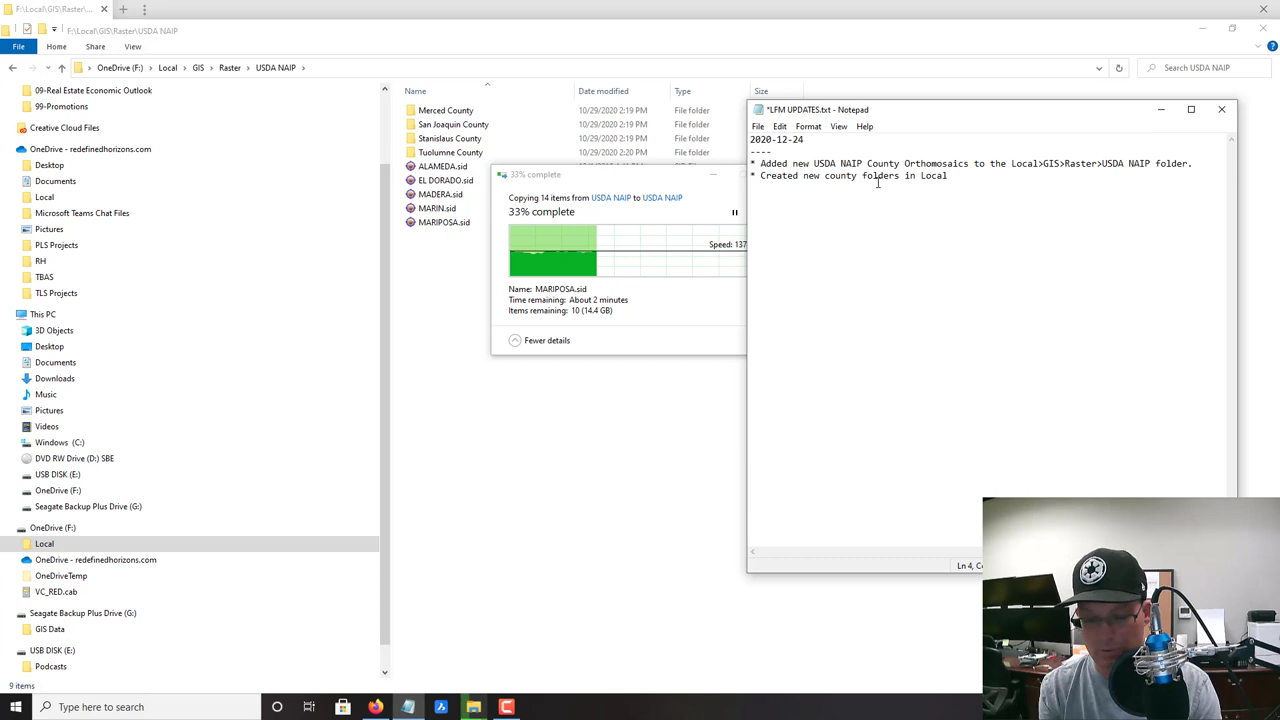 F:\Local\GIS\Raster\...
F:\Local\GIS\Raster\USDA NAIP
File
Home
Share
View
OneDrive (F:)
Local
GIS
Raster
USDA NAIP
Search USDA NAIP
09-Real Estate Economic Outlook
99-Promotions
Creative Cloud Files
OneDrive - redefinedhorizons.com
Desktop
Documents
Local
Microsoft Teams Chat Files
Pictures
PLS Projects
RH
TBAS
TLS Projects
This PC
3D Objects
Desktop
Documents
Downloads
Music
Pictures
Videos
Windows (C:)
DVD RW Drive (D:) SBE
USB DISK (E:)
OneDrive (F:)
Seagate Backup Plus Drive (G:)
OneDrive (F:)
Local
OneDrive - redefinedhorizons.com
OneDriveTemp
VC_RED.cab
Seagate Backup Plus Drive (G:)
GIS Data
USB DISK (E:)
Podcasts
9 items
Name
Date modified
Type
Size
Merced County 10/29/2020 2:19 PM File folder
San Joaquin County 10/29/2020 2:19 PM File folder
Stanislaus County 10/29/2020 2:19 PM File folder
Tuolumne County 10/29/2020 2:20 PM File folder
ALAMEDA.sid
EL DORADO.sid
MADERA.sid
MARIN.sid
MARIPOSA.sid
33% complete
Copying 14 items from USDA NAIP to USDA NAIP
33% complete
Speed: 137
Name: MARIPOSA.sid
Time remaining: About 2 minutes
Items remaining: 10 (14.4 GB)
Fewer details
*LFM UPDATES.txt - Notepad
File Edit Format View Help
2020-12-24
----
* Added new USDA NAIP County Orthomosaics to the Local>GIS>Raster>USDA NAIP folder.
* Created new county folders in Local
Ln 4, C
Type here to search